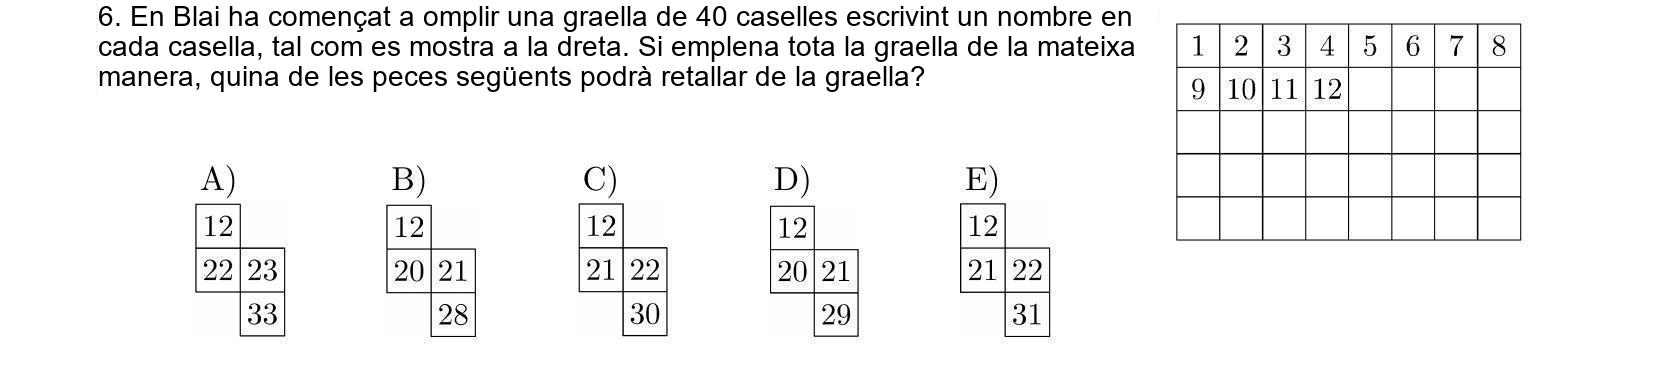 6. En Blai ha començat a omplir una graella de 40 caselles escrivint un nombre en
cada casella, tal com es mostra a la dreta. Si emplena tota la graella de la mateixa
manera, quina de les peces següents podrà retallar de la graella?
1 2 3 4 5 6 7 8
9 10 11 12
A) B) C) D) E)
12 12 12 12 12
22 23 20 21 21 22 20 21 21 22
33 28 30 29 31